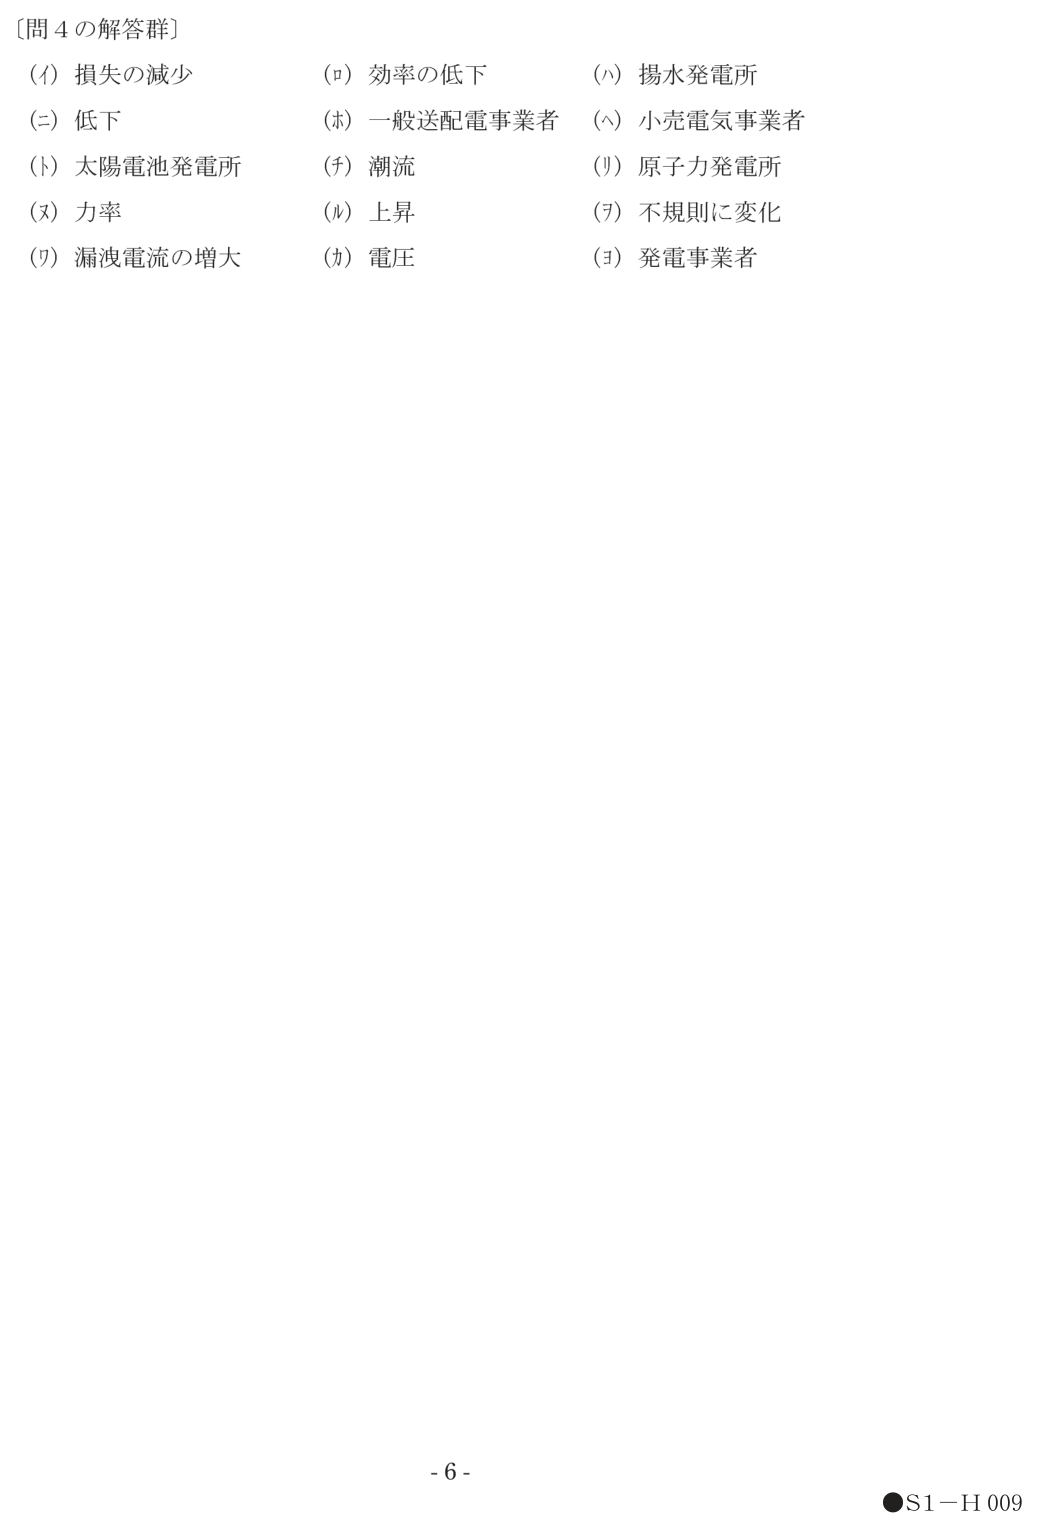 〔問４の解答群〕
(ｲ) 損失の減少 (ﾛ) 効率の低下 (ﾊ) 揚水発電所
(ﾆ) 低下 (ﾎ) 一般送配電事業者 (ﾍ) 小売電気事業者
(ﾄ) 太陽電池発電所 (ﾁ) 潮流 (ﾘ) 原子力発電所
(ﾇ) 力率 (ﾙ) 上昇 (ｦ) 不規則に変化
(ﾜ) 漏洩電流の増大 (ｶ) 電圧 (ﾖ) 発電事業者
- 6 -
●S1－H 009